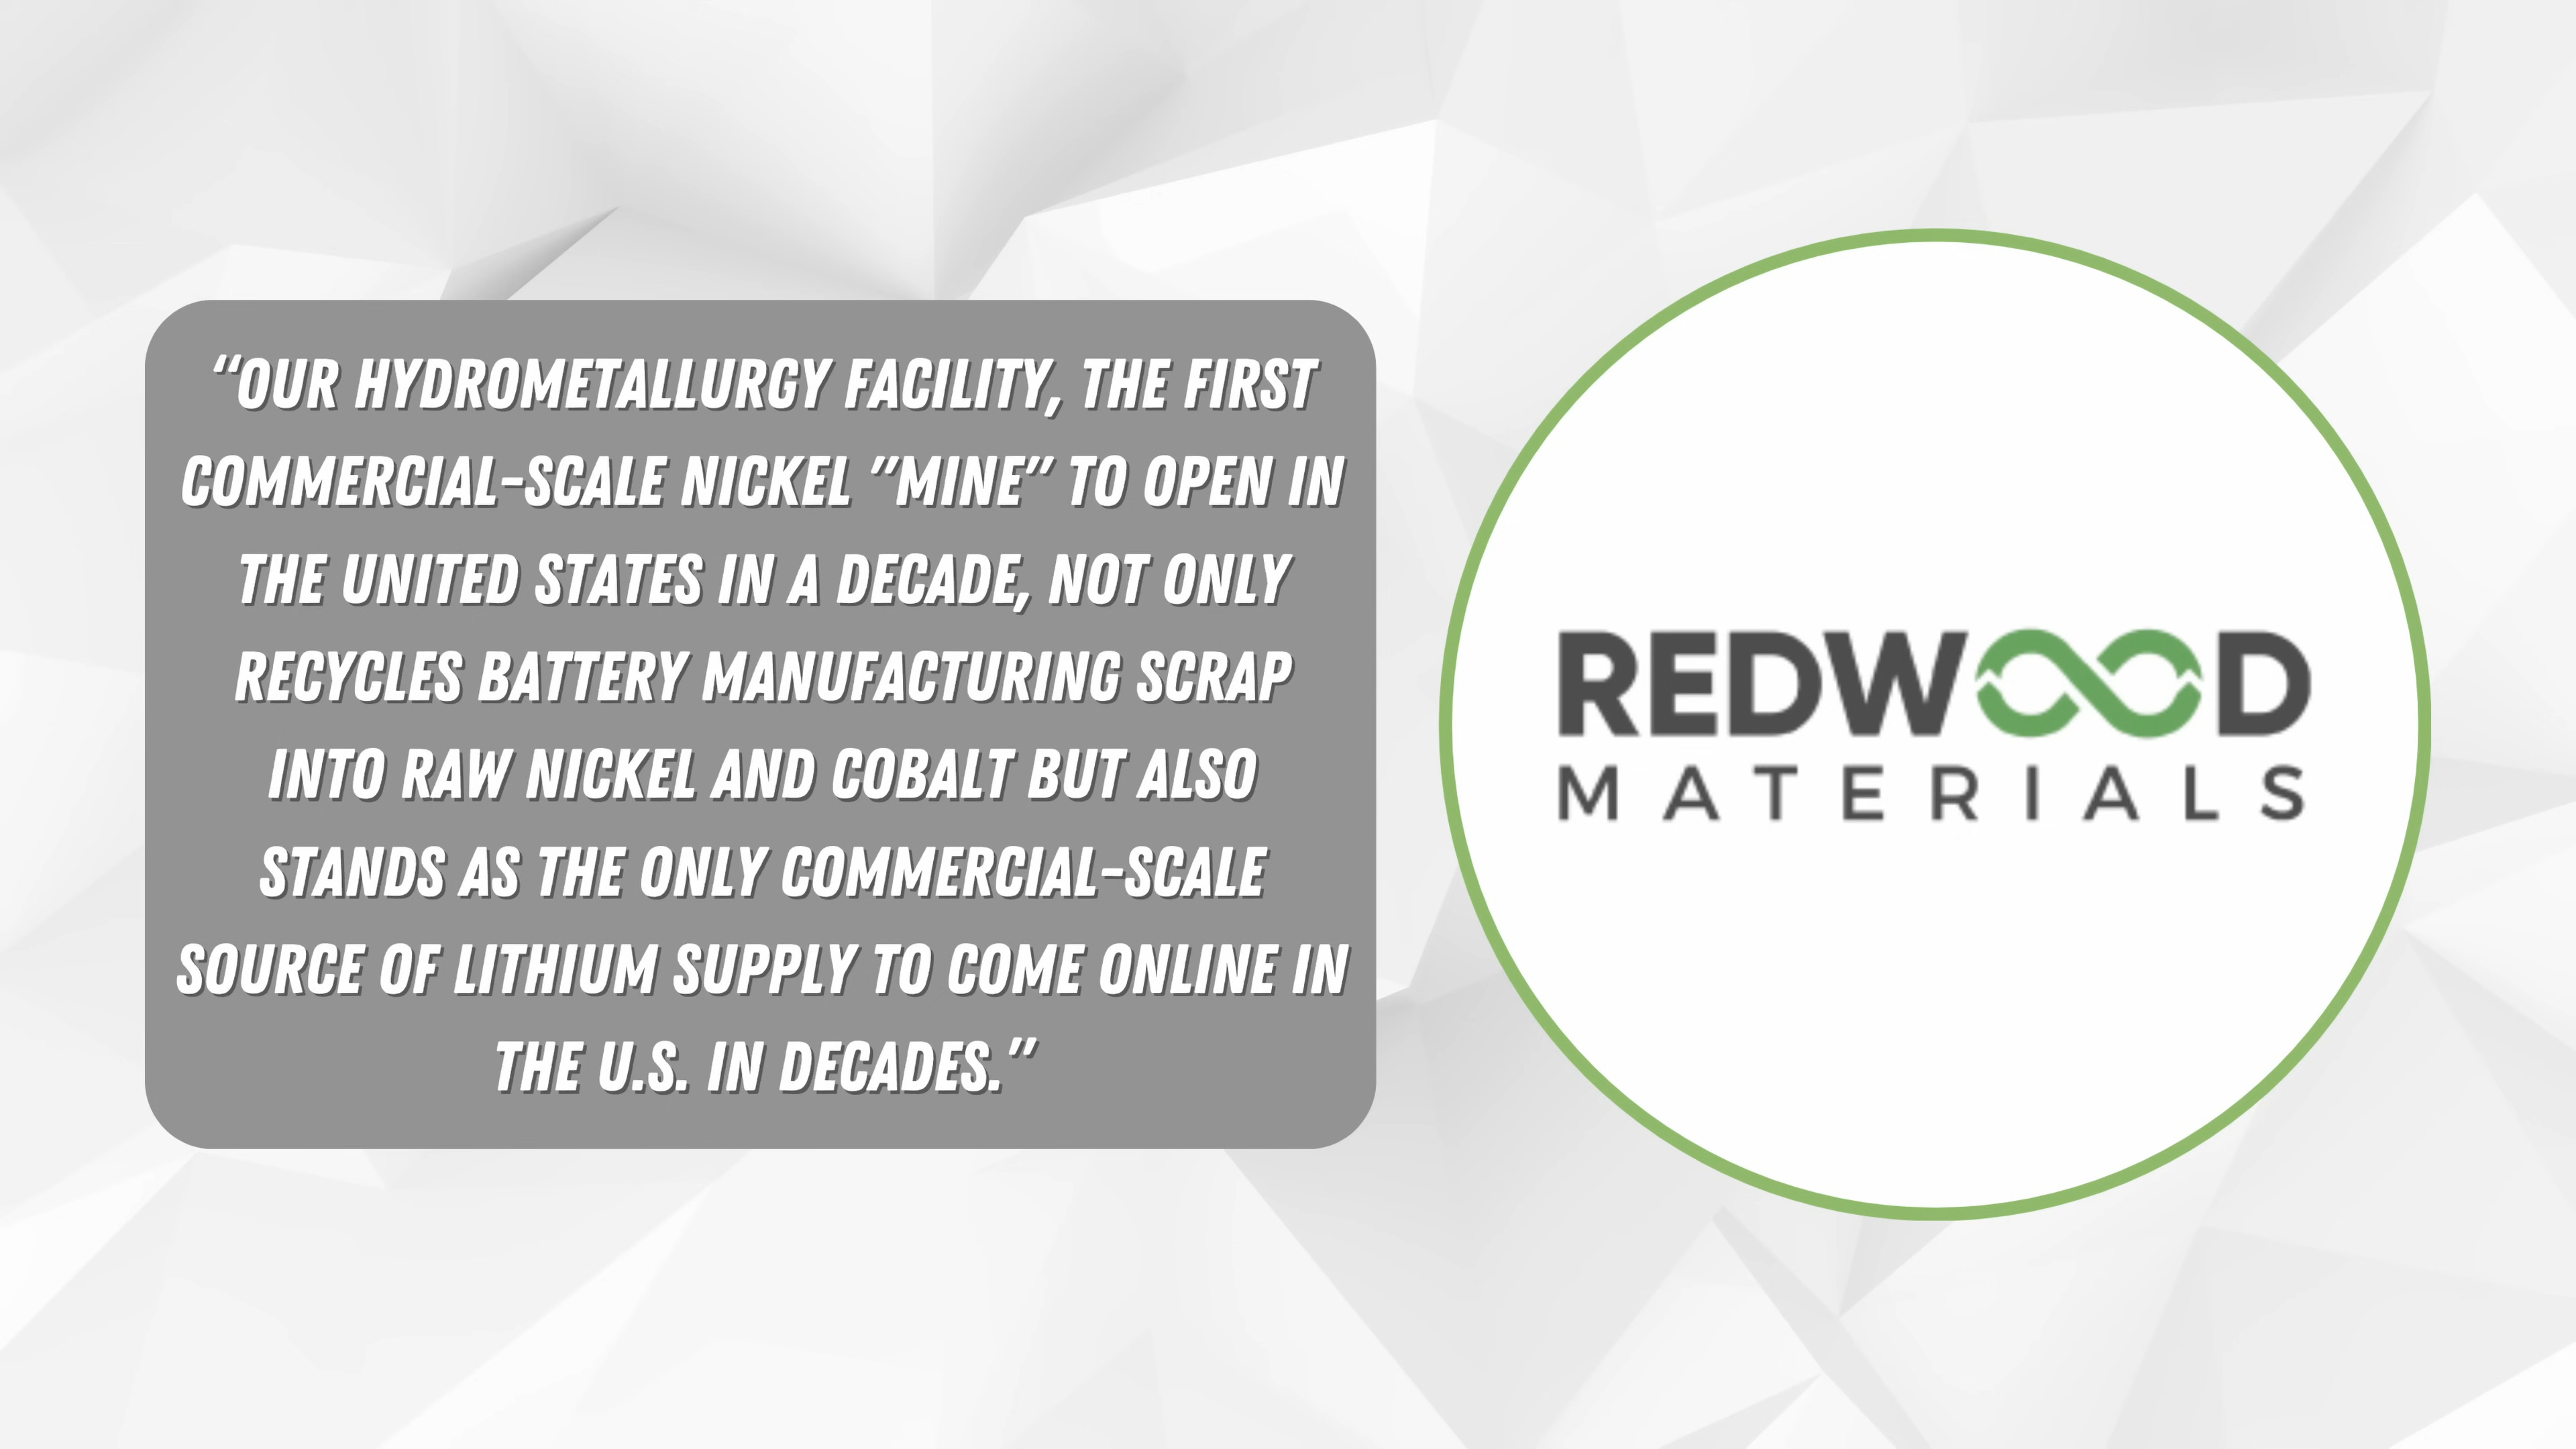 “OUR HYDROMETALLURGY FACILITY, THE FIRST
COMMERCIAL-SCALE NICKEL "MINE" TO OPEN IN
THE UNITED STATES IN A DECADE, NOT ONLY
RECYCLES BATTERY MANUFACTURING SCRAP
INTO RAW NICKEL AND COBALT BUT ALSO
STANDS AS THE ONLY COMMERCIAL-SCALE
SOURCE OF LITHIUM SUPPLY TO COME ONLINE IN
THE U.S. IN DECADES.”
REDWOOD
MATERIALS